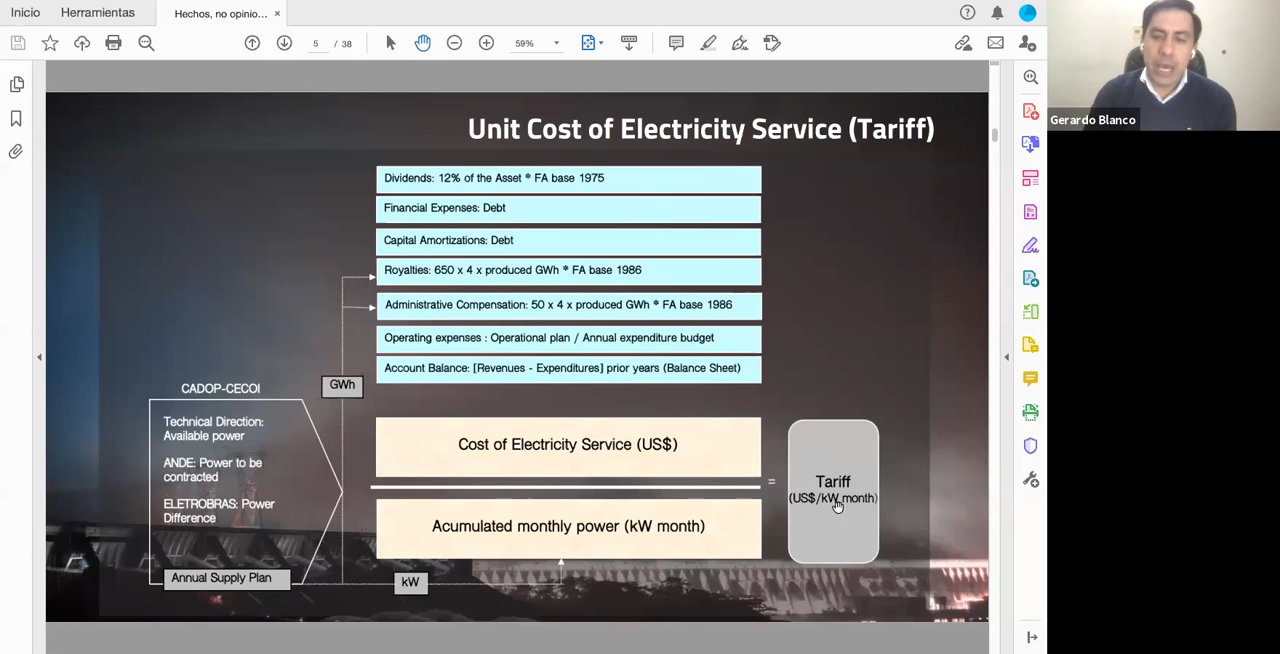 Inicio
Herramientas
Hechos, no opinio...
5 / 38
59%
Gerardo Blanco
Unit Cost of Electricity Service (Tariff)
Dividends: 12% of the Asset * FA base 1975
Financial Expenses: Debt
Capital Amortizations: Debt
Royalties: 650 x 4 x produced GWh * FA base 1986
Administrative Compensation: 50 x 4 x produced GWh * FA base 1986
Operating expenses : Operational plan / Annual expenditure budget
Account Balance: [Revenues - Expenditures] prior years (Balance Sheet)
GWh
CADOP-CECOI
Technical Direction:
Available power
ANDE: Power to be
contracted
ELETROBRAS: Power
Difference
Annual Supply Plan
kW
Cost of Electricity Service (US$)
Acumulated monthly power (kW month)
=
Tariff
(US$/kW month)